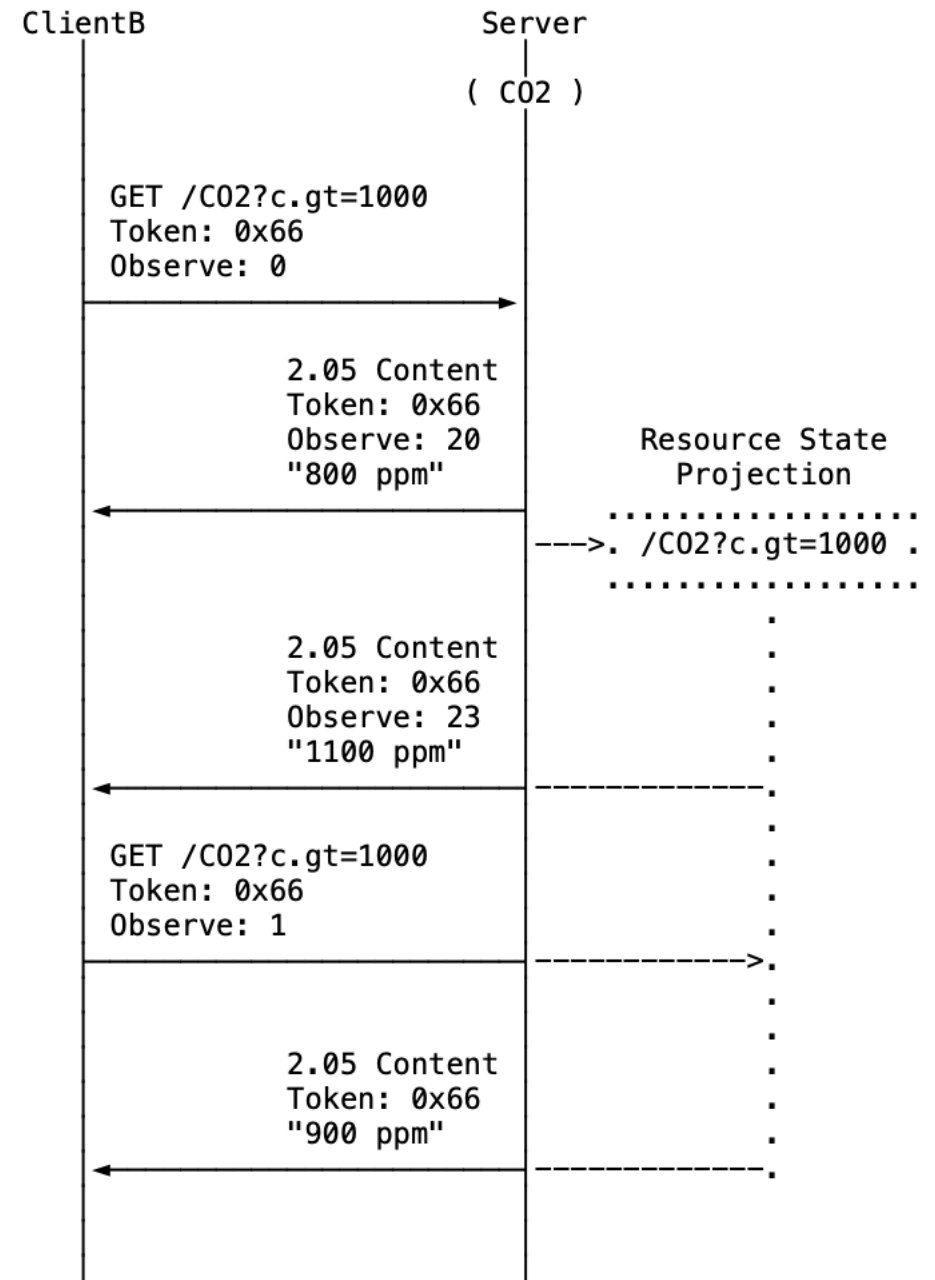 ClientB Server
( CO2 )
GET /CO2?c.gt=1000
Token: 0x66
Observe: 0
2.05 Content
Token: 0x66
Observe: 20
"800 ppm"
Resource State
Projection
/CO2?c.gt=1000
2.05 Content
Token: 0x66
Observe: 23
"1100 ppm"
GET /CO2?c.gt=1000
Token: 0x66
Observe: 1
2.05 Content
Token: 0x66
"900 ppm"